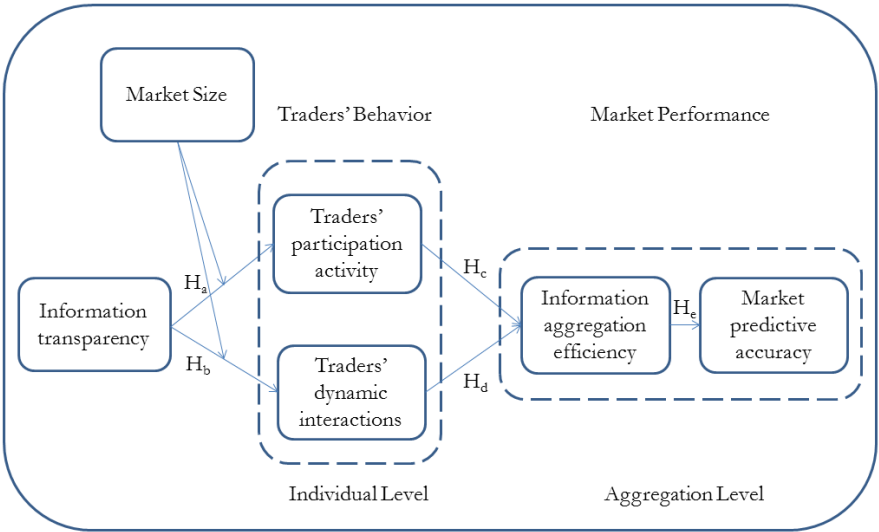 Market Size
Traders’ Behavior
Market Performance
Traders’
participation
activity
Ha
Hc
Information
transparency
Information
aggregation
efficiency
He
Market
predictive
accuracy
Hb
Traders’
dynamic
interactions
Hd
Individual Level
Aggregation Level